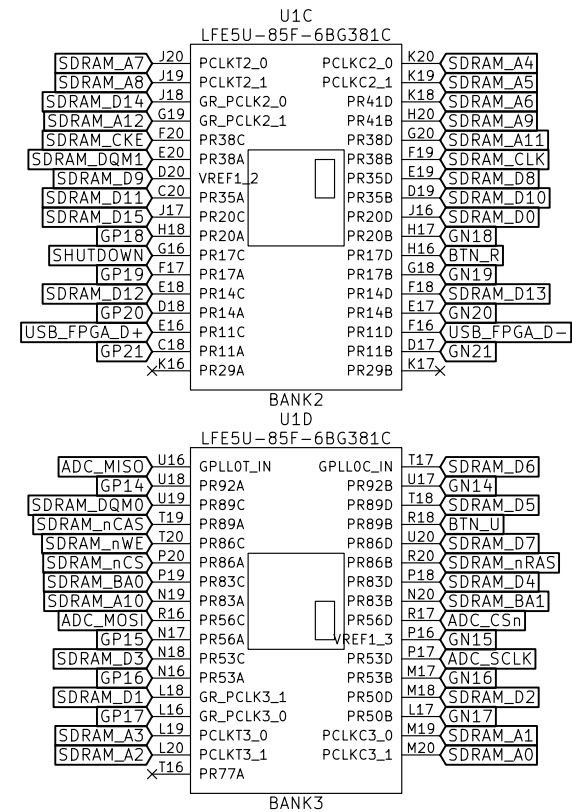 U1C
LFE5U-85F-6BG381C
SDRAM_A7 J20 PCLKT2_0 PCLKC2_0 K20 SDRAM_A4
SDRAM_A8 J19 PCLKT2_1 PCLKC2_1 K19 SDRAM_A5
SDRAM_D14 J18 GR_PCLK2_0 PR41D K18 SDRAM_A6
SDRAM_A12 G19 GR_PCLK2_1 PR41B H20 SDRAM_A9
SDRAM_CKE F20 PR38C PR38D G20 SDRAM_A11
SDRAM_DQM1 E20 PR38A PR38B F19 SDRAM_CLK
SDRAM_D9 D20 VREF1_2 PR35D E19 SDRAM_D8
SDRAM_D11 C20 PR35A PR35B D19 SDRAM_D10
SDRAM_D15 J17 PR20C PR20D J16 SDRAM_D0
GP18 H18 PR20A PR20B H17 GN18
SHUTDOWN G16 PR17C PR17D H16 BTN_R
GP19 F17 PR17A PR17B G18 GN19
SDRAM_D12 E18 PR14C PR14D F18 SDRAM_D13
GP20 D18 PR14A PR14B E17 GN20
USB_FPGA_D+ E16 PR11C PR11D F16 USB_FPGA_D-
GP21 C18 PR11A PR11B D17 GN21
K16 PR29A PR29B K17
BANK2
U1D
LFE5U-85F-6BG381C
ADC_MISO U16 GPLL0T_IN GPLL0C_IN T17 SDRAM_D6
GP14 U18 PR92A PR92B U17 GN14
SDRAM_DQM0 U19 PR89C PR89D T18 SDRAM_D5
SDRAM_nCAS T19 PR89A PR89B R18 BTN_U
SDRAM_nWE T20 PR86C PR86D U20 SDRAM_D7
SDRAM_nCS P20 PR86A PR86B R20 SDRAM_nRAS
SDRAM_BA0 P19 PR83C PR83D P18 SDRAM_D4
SDRAM_A10 N19 PR83A PR83B N20 SDRAM_BA1
ADC_MOSI R16 PR56C PR56D R17 ADC_CSn
GP15 N17 PR56A VREF1_3 P16 GN15
SDRAM_D3 N18 PR53C PR53D P17 ADC_SCLK
GP16 N16 PR53A PR53B M17 GN16
SDRAM_D1 L18 GR_PCLK3_1 PR50D M18 SDRAM_D2
GP17 L16 GR_PCLK3_0 PR50B L17 GN17
SDRAM_A3 L19 PCLKT3_0 PCLKC3_0 M19 SDRAM_A1
SDRAM_A2 L20 PCLKT3_1 PCLKC3_1 M20 SDRAM_A0
T16 PR77A
BANK3